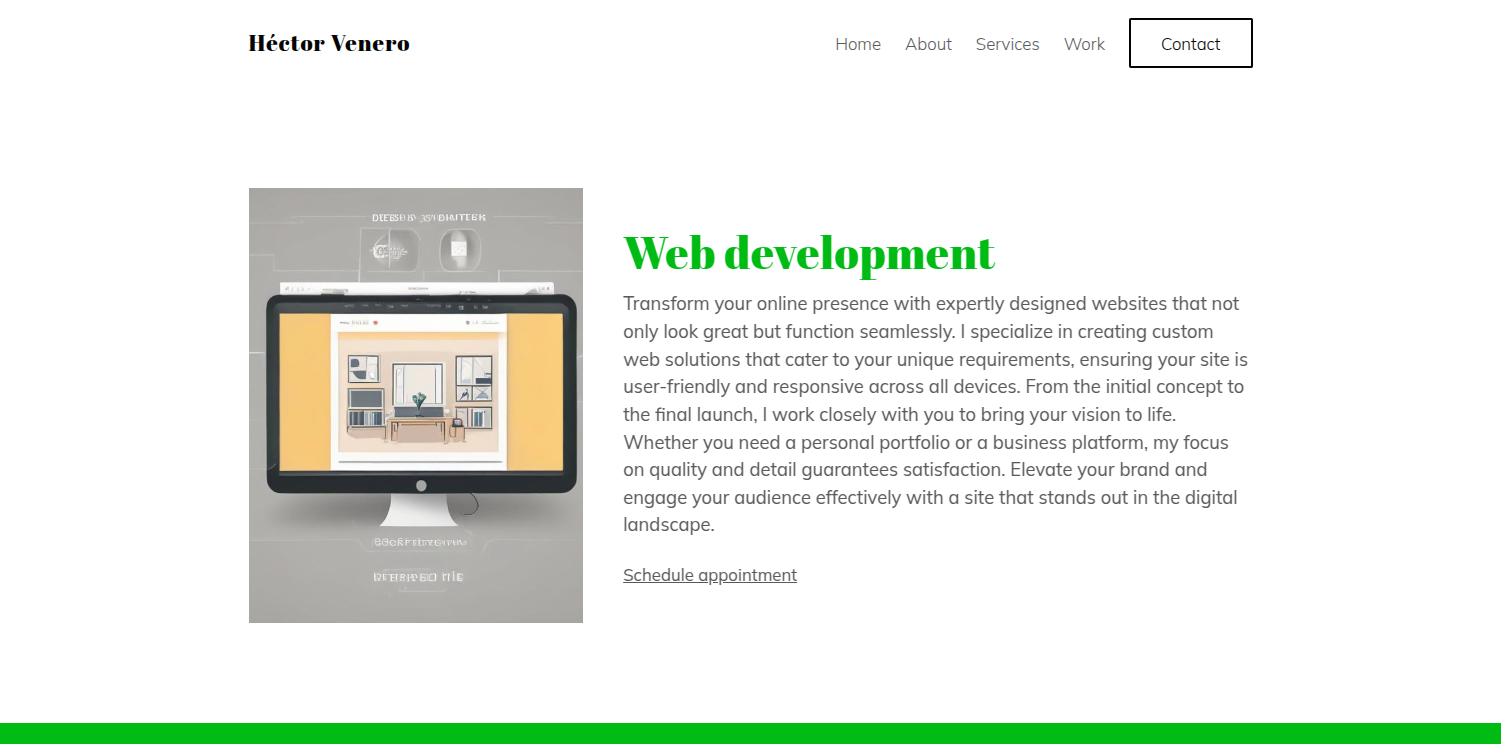 Héctor Venero
Home About Services Work Contact
Web development
Transform your online presence with expertly designed websites that not
only look great but function seamlessly. I specialize in creating custom
web solutions that cater to your unique requirements, ensuring your site is
user-friendly and responsive across all devices. From the initial concept to
the final launch, I work closely with you to bring your vision to life.
Whether you need a personal portfolio or a business platform, my focus
on quality and detail guarantees satisfaction. Elevate your brand and
engage your audience effectively with a site that stands out in the digital
landscape.
Schedule appointment